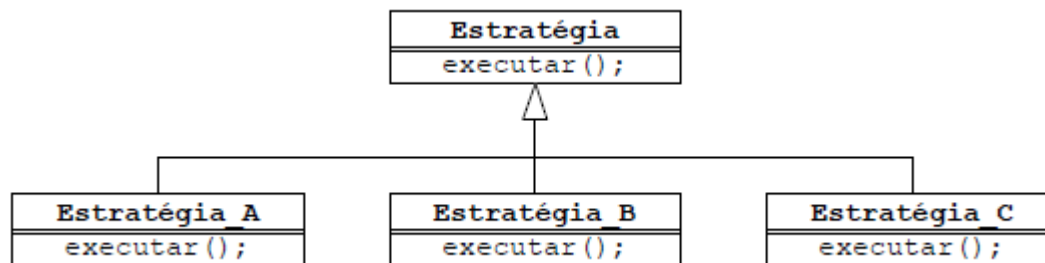 Estratégia
executar();
Estratégia_A
executar();
Estratégia_B
executar();
Estratégia_C
executar();